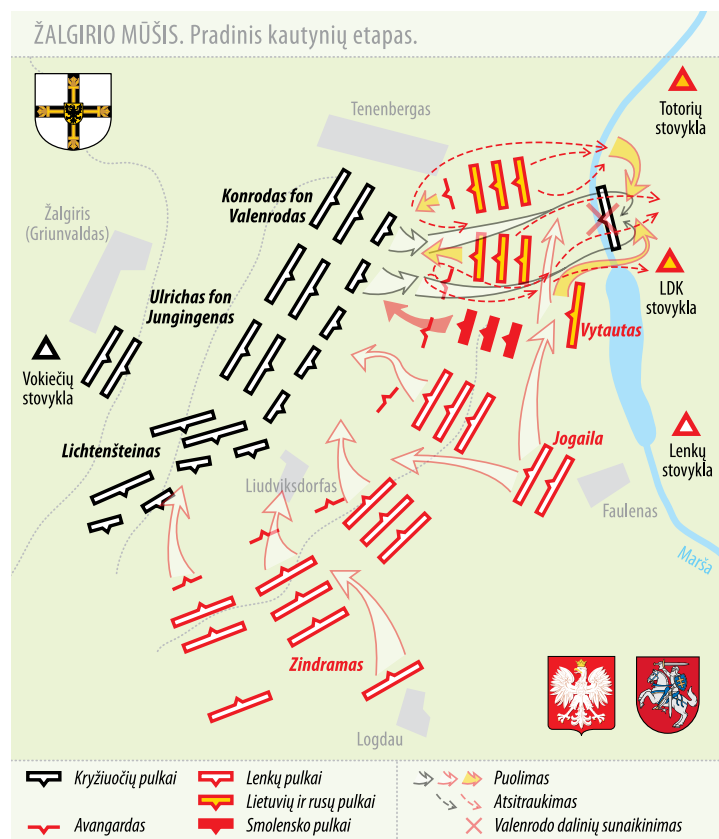 ŽALGIRIO MŪŠIS. Pradinis kautynių etapas.
Tenenbergas
Totorių
stovykla
Konrodas fon
Valenrodas
Žalgiris
(Griunvaldas)
Ulrichas fon
Jungingenas
LDK
stovykla
Vytautas
Vokiečių
stovykla
Lichtenšteinas
Jogaila
Lenkų
stovykla
Liudviksdorfas
Faulenas
Marša
Zindramas
Logdau
Kryžiuočių pulkai
Lenkų pulkai
Puolimas
Lietuvių ir rusų pulkai
Atsitraukimas
Avangardas
Smolensko pulkai
Valenrodo dalinių sunaikinimas